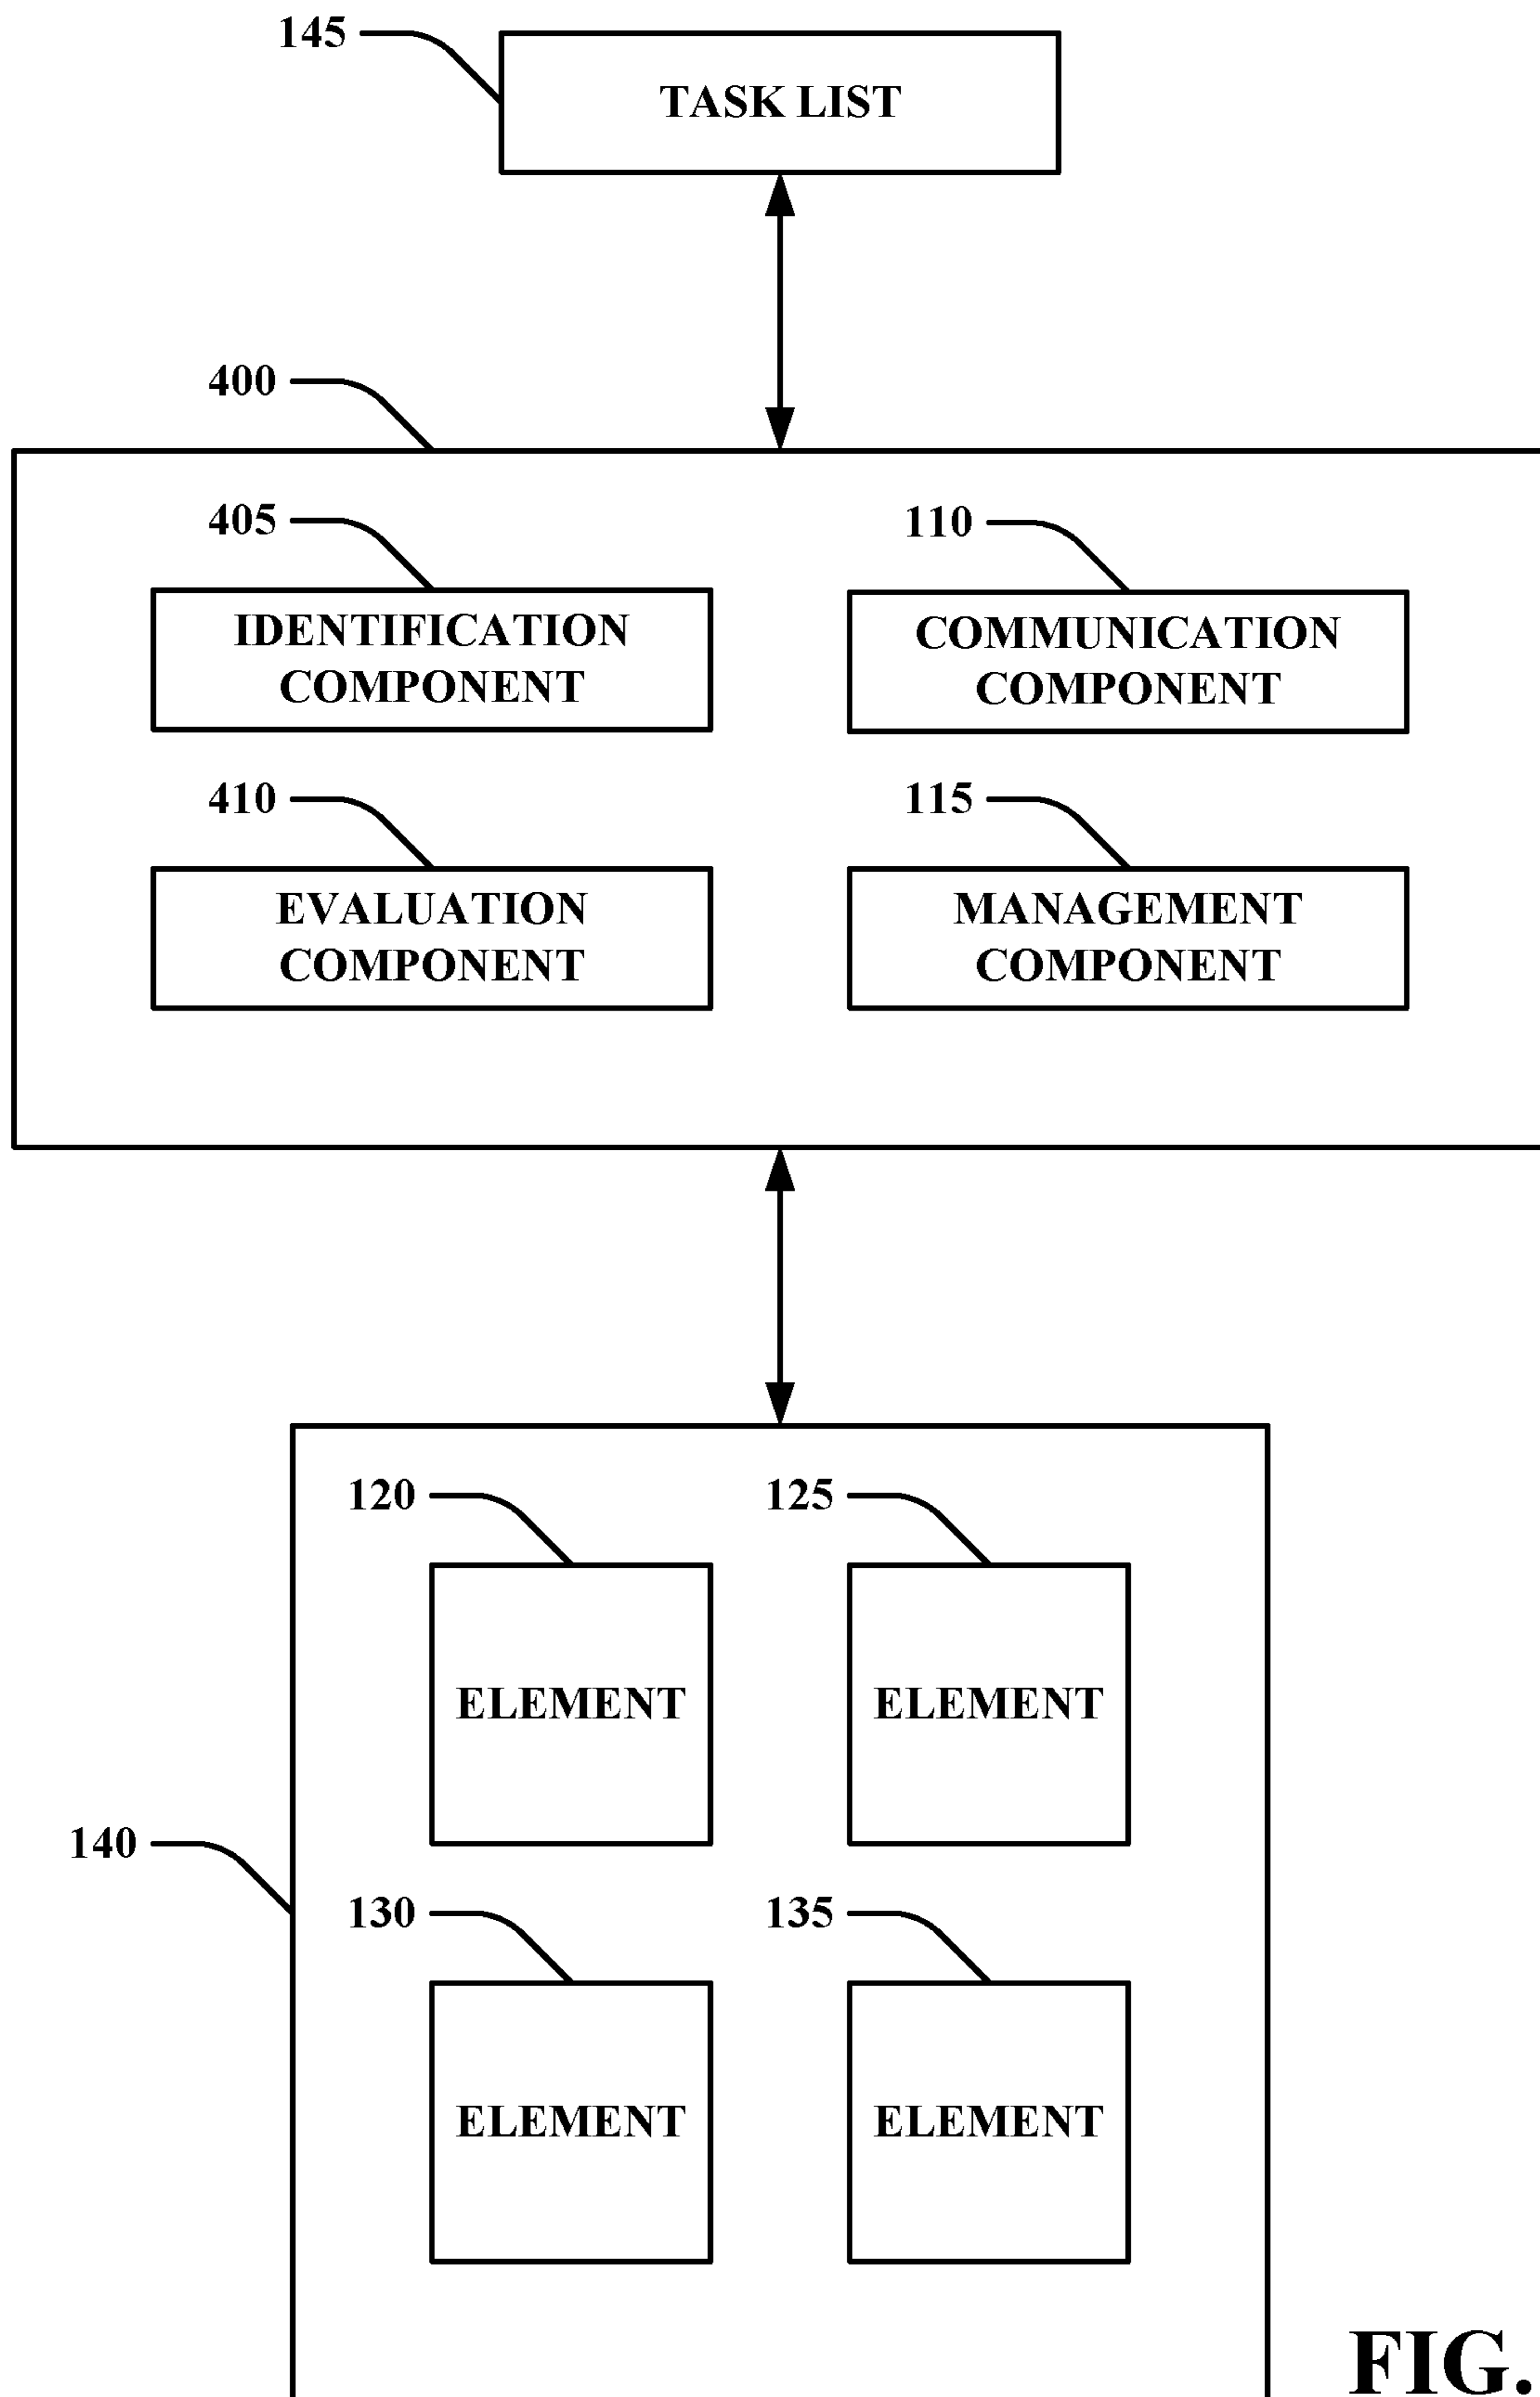 145
TASK LIST
400
405
110
IDENTIFICATION
COMPONENT
COMMUNICATION
COMPONENT
410
115
EVALUATION
COMPONENT
MANAGEMENT
COMPONENT
120
125
ELEMENT
ELEMENT
140
130
135
ELEMENT
ELEMENT
FIG.